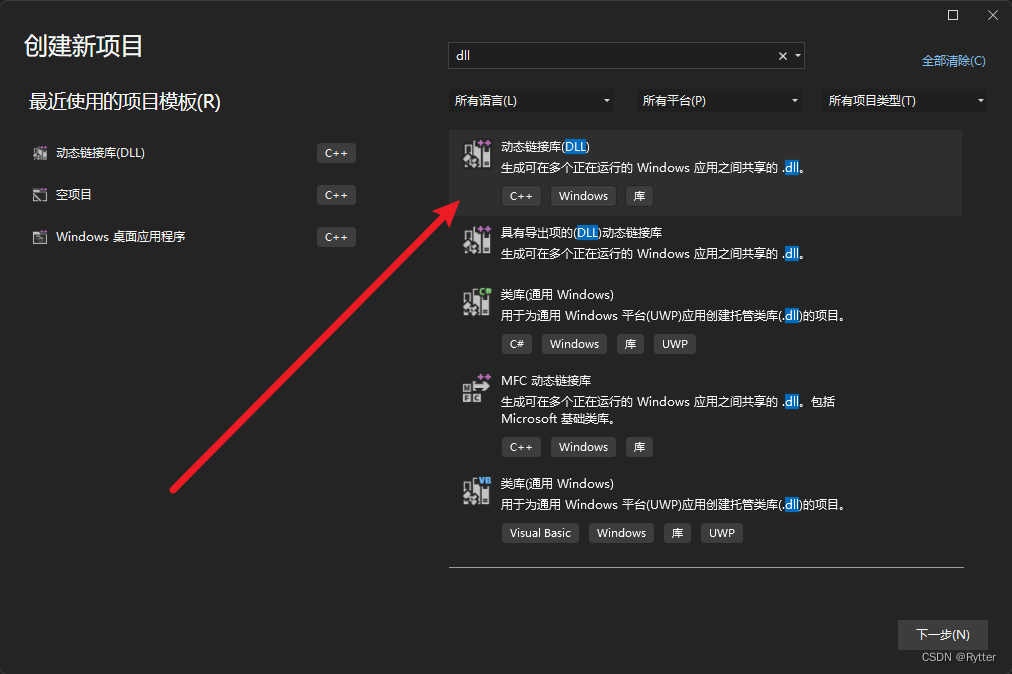 创建新项目
dll
全部清除(C)
最近使用的项目模板(R)
所有语言(L)
所有平台(P)
所有项目类型(T)
动态链接库(DLL)
C++
空项目
C++
Windows 桌面应用程序
C++
动态链接库(DLL)
生成可在多个正在运行的 Windows 应用之间共享的 .dll。
C++ Windows 库
具有导出项的(DLL)动态链接库
生成可在多个正在运行的 Windows 应用之间共享的 .dll。
类库(通用 Windows)
用于为通用 Windows 平台(UWP)应用创建托管类库(.dll)的项目。
C# Windows 库 UWP
MFC 动态链接库
生成可在多个正在运行的 Windows 应用之间共享的 .dll。包括
Microsoft 基础类库。
C++ Windows 库
类库(通用 Windows)
用于为通用 Windows 平台(UWP)应用创建托管类库(.dll)的项目。
Visual Basic Windows 库 UWP
下一步(N)
CSDN @Rytter